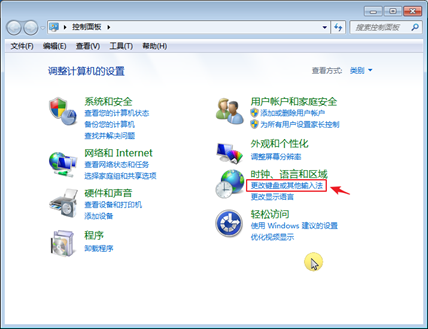 控制面板
搜索控制面板
文件(F) 编辑(E) 查看(V) 工具(T) 帮助(H)
调整计算机的设置
查看方式: 类别
系统和安全
查看您的计算机状态
备份您的计算机
查找并解决问题
网络和 Internet
查看网络状态和任务
选择家庭组和共享选项
硬件和声音
查看设备和打印机
添加设备
程序
卸载程序
用户帐户和家庭安全
添加或删除用户帐户
为所有用户设置家长控制
外观和个性化
调整屏幕分辨率
时钟、语言和区域
更改键盘或其他输入法
更改显示语言
轻松访问
使用 Windows 建议的设置
优化视频显示